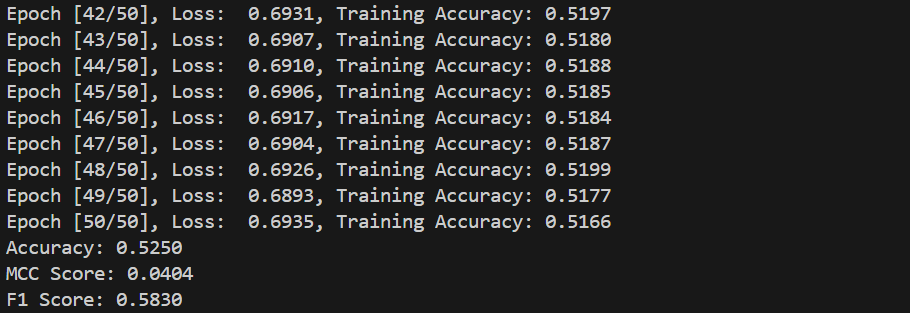 Epoch [42/50], Loss:  0.6931, Training Accuracy: 0.5197
Epoch [43/50], Loss:  0.6907, Training Accuracy: 0.5180
Epoch [44/50], Loss:  0.6910, Training Accuracy: 0.5188
Epoch [45/50], Loss:  0.6906, Training Accuracy: 0.5185
Epoch [46/50], Loss:  0.6917, Training Accuracy: 0.5184
Epoch [47/50], Loss:  0.6904, Training Accuracy: 0.5187
Epoch [48/50], Loss:  0.6926, Training Accuracy: 0.5199
Epoch [49/50], Loss:  0.6893, Training Accuracy: 0.5177
Epoch [50/50], Loss:  0.6935, Training Accuracy: 0.5166
Accuracy: 0.5250
MCC Score: 0.0404
F1 Score: 0.5830